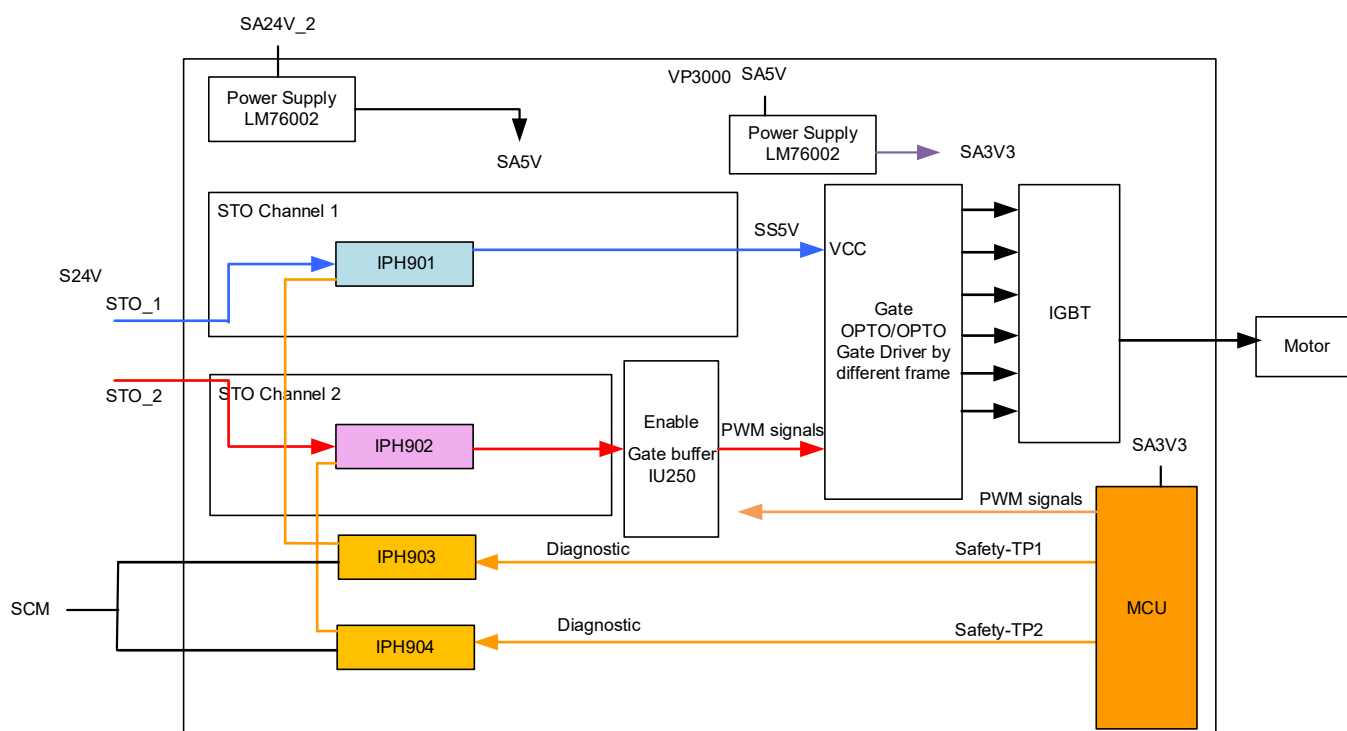 SA24V_2
Power Supply
LM76002
SA5V
VP3000
SA5V
Power Supply
LM76002
SA3V3
STO Channel 1
IPH901
SS5V
VCC
S24V
STO_1
Gate
OPTO/OPTO
Gate Driver by
different frame
IGBT
Motor
STO_2
STO Channel 2
IPH902
Enable
Gate buffer
IU250
PWM signals
SA3V3
PWM signals
IPH903
Diagnostic
Safety-TP1
SCM
MCU
IPH904
Diagnostic
Safety-TP2